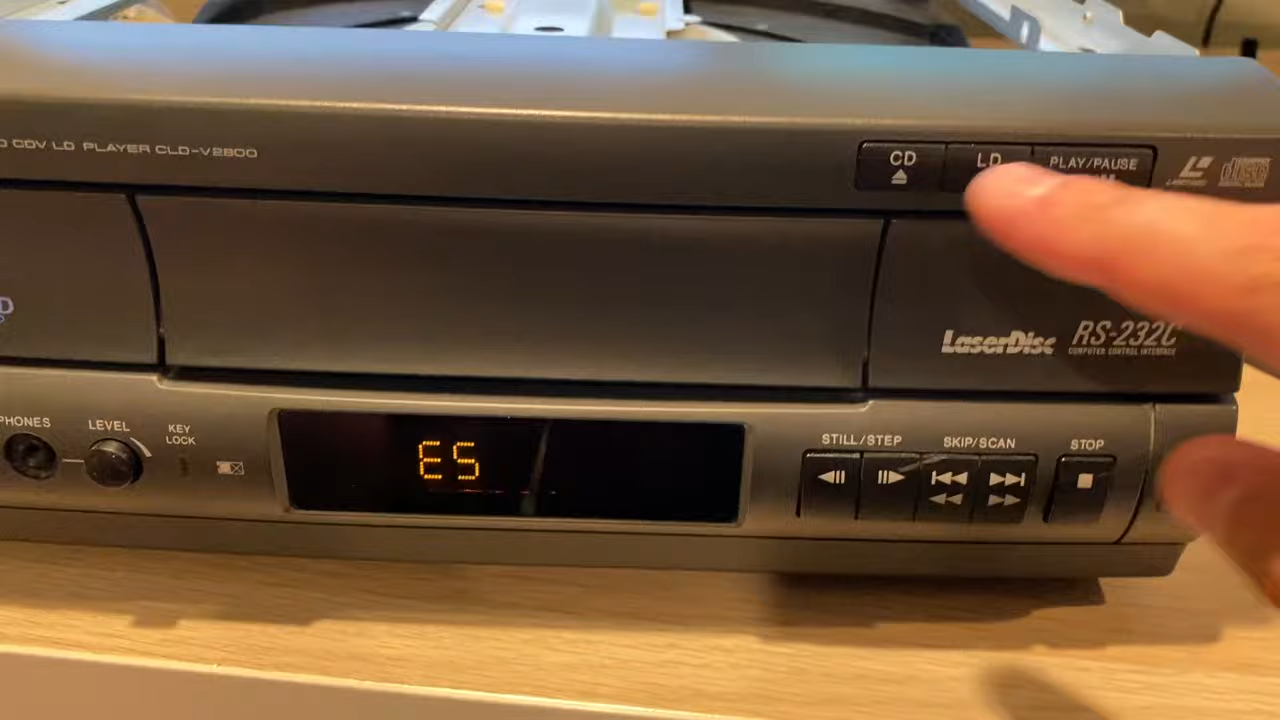 CDV LD PLAYER CLD-V2800
CD
LD
PLAY/PAUSE
LaserDisc
RS-232C
COMPUTER CONTROL INTERFACE
PHONES
LEVEL
KEY
LOCK
E5
STILL/STEP
SKIP/SCAN
STOP